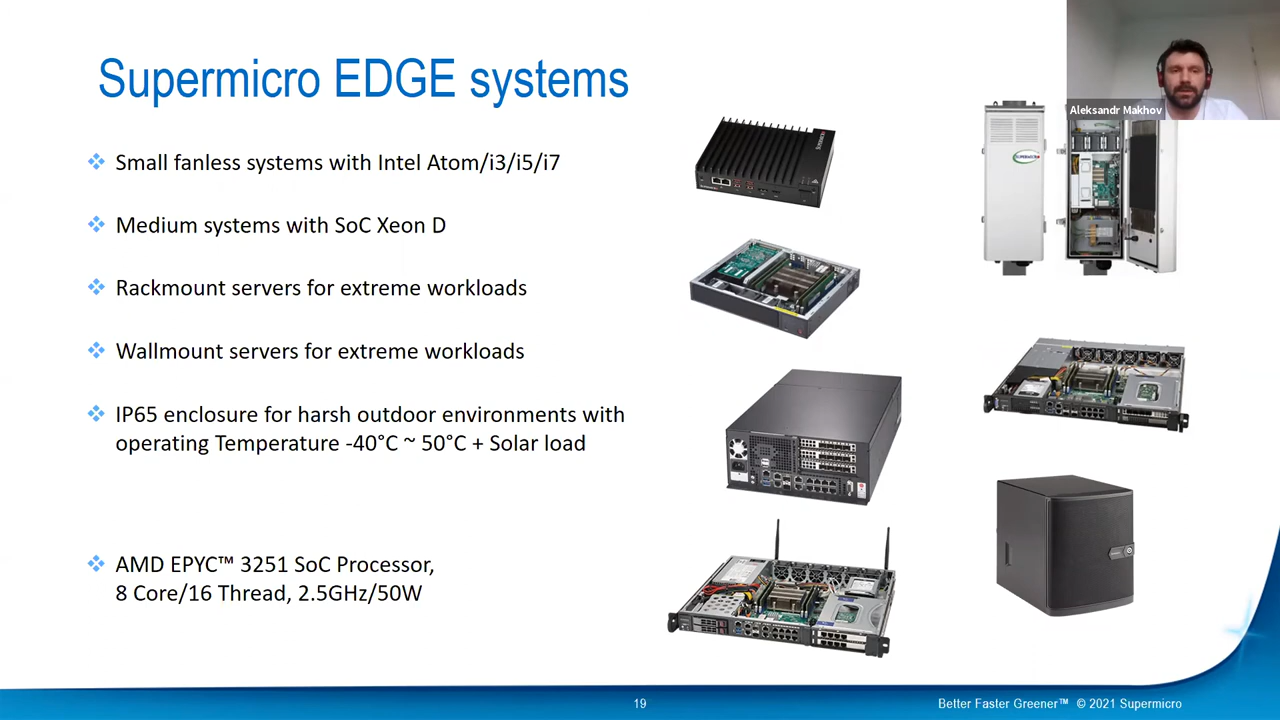 Supermicro EDGE systems
Aleksandr Makhov
Small fanless systems with Intel Atom/i3/i5/i7
Medium systems with SoC Xeon D
Rackmount servers for extreme workloads
Wallmount servers for extreme workloads
IP65 enclosure for harsh outdoor environments with
operating Temperature -40°C ~ 50°C + Solar load
AMD EPYC™ 3251 SoC Processor,
8 Core/16 Thread, 2.5GHz/50W
SUPERMICR
19
Better Faster Greener™ © 2021 Supermicro